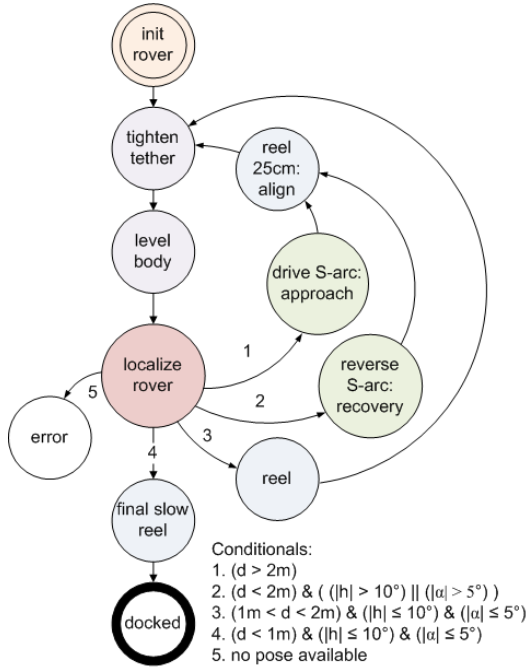 init
rover
tighten
tether
reel
25cm:
align
level
body
drive S-arc:
approach
localize
rover
1
reverse
S-arc:
recovery
2
5
3
error
4
reel
final slow
reel
docked
Conditionals:
1. (d > 2m)
2. (d < 2m) & ( (|h| > 10°) || (|α| > 5°) )
3. (1m < d < 2m) & (|h| ≤ 10°) & (|α| ≤ 5°)
4. (d < 1m) & (|h| ≤ 10°) & (|α| ≤ 5°)
5. no pose available